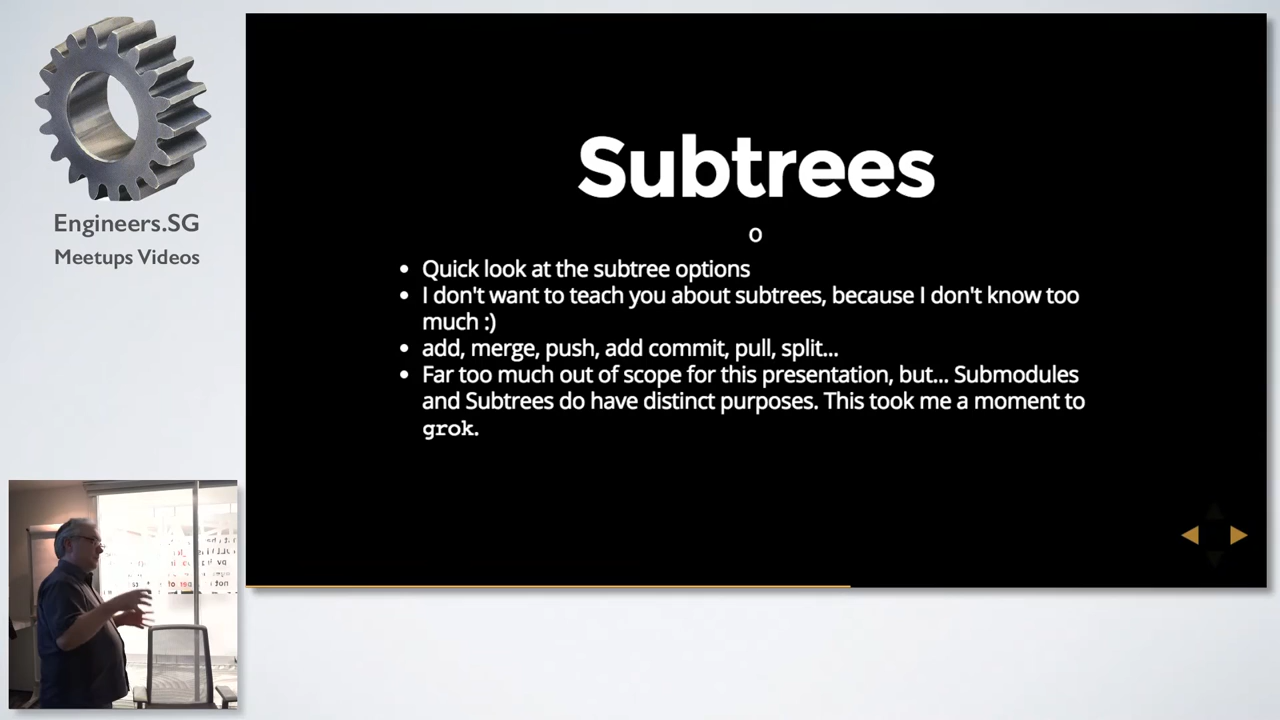 Engineers.SG
Meetups Videos
Subtrees
o
Quick look at the subtree options
I don't want to teach you about subtrees, because I don't know too
much :)
add, merge, push, add commit, pull, split...
Far too much out of scope for this presentation, but... Submodules
and Subtrees do have distinct purposes. This took me a moment to
grok.